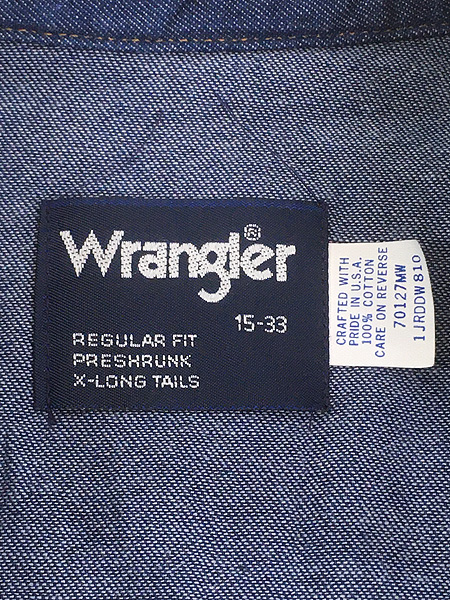 Wrangler®
15-33
REGULAR FIT
PRESHRUNK
X-LONG TAILS
CRAFTED WITH
PRIDE IN U.S.A.
100% COTTON
CARE ON REVERSE
70127MW
1JRDDW810